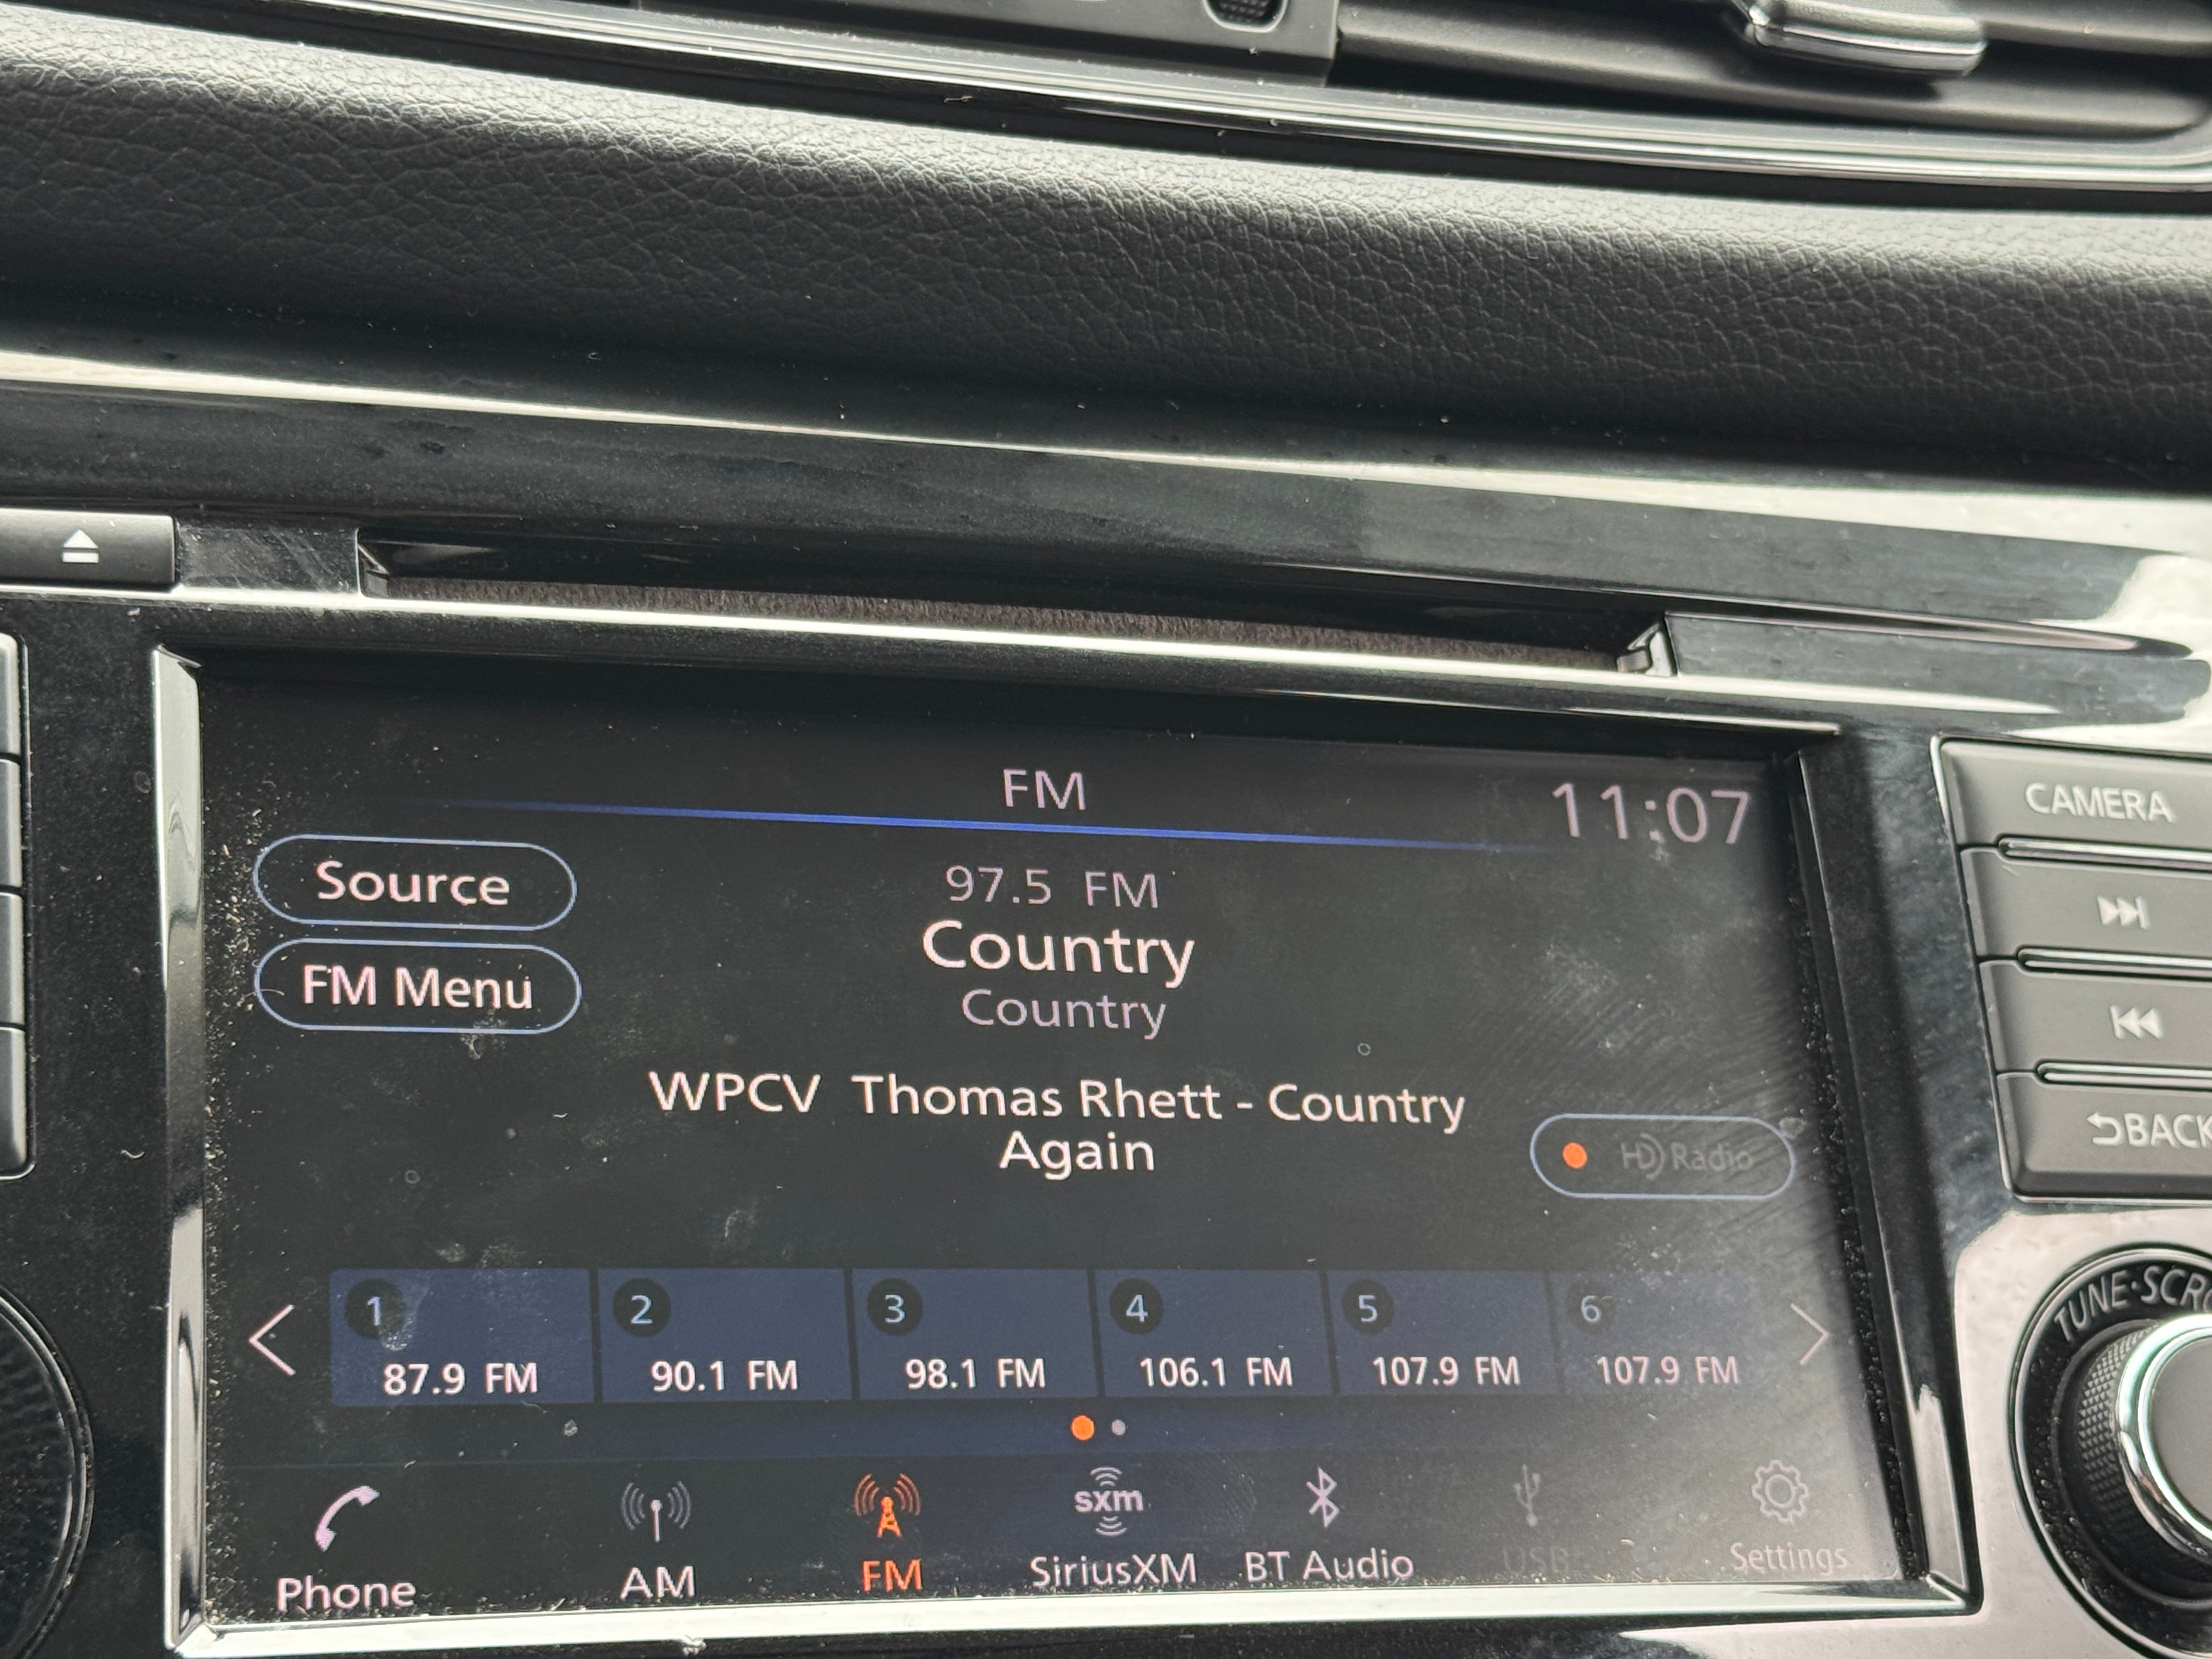 FM
11:07
Source
97.5 FM
Country
FM Menu
Country
WPCV Thomas Rhett - Country
Again
HD Radio
1
2
3
4
5
6
87.9 FM
90.1 FM
98.1 FM
106.1 FM
107.9 FM
107.9 FM
sxm
Phone
AM
FM
SiriusXM
BT Audio
USB
Settings
CAMERA
BACK
TUNE·SCR